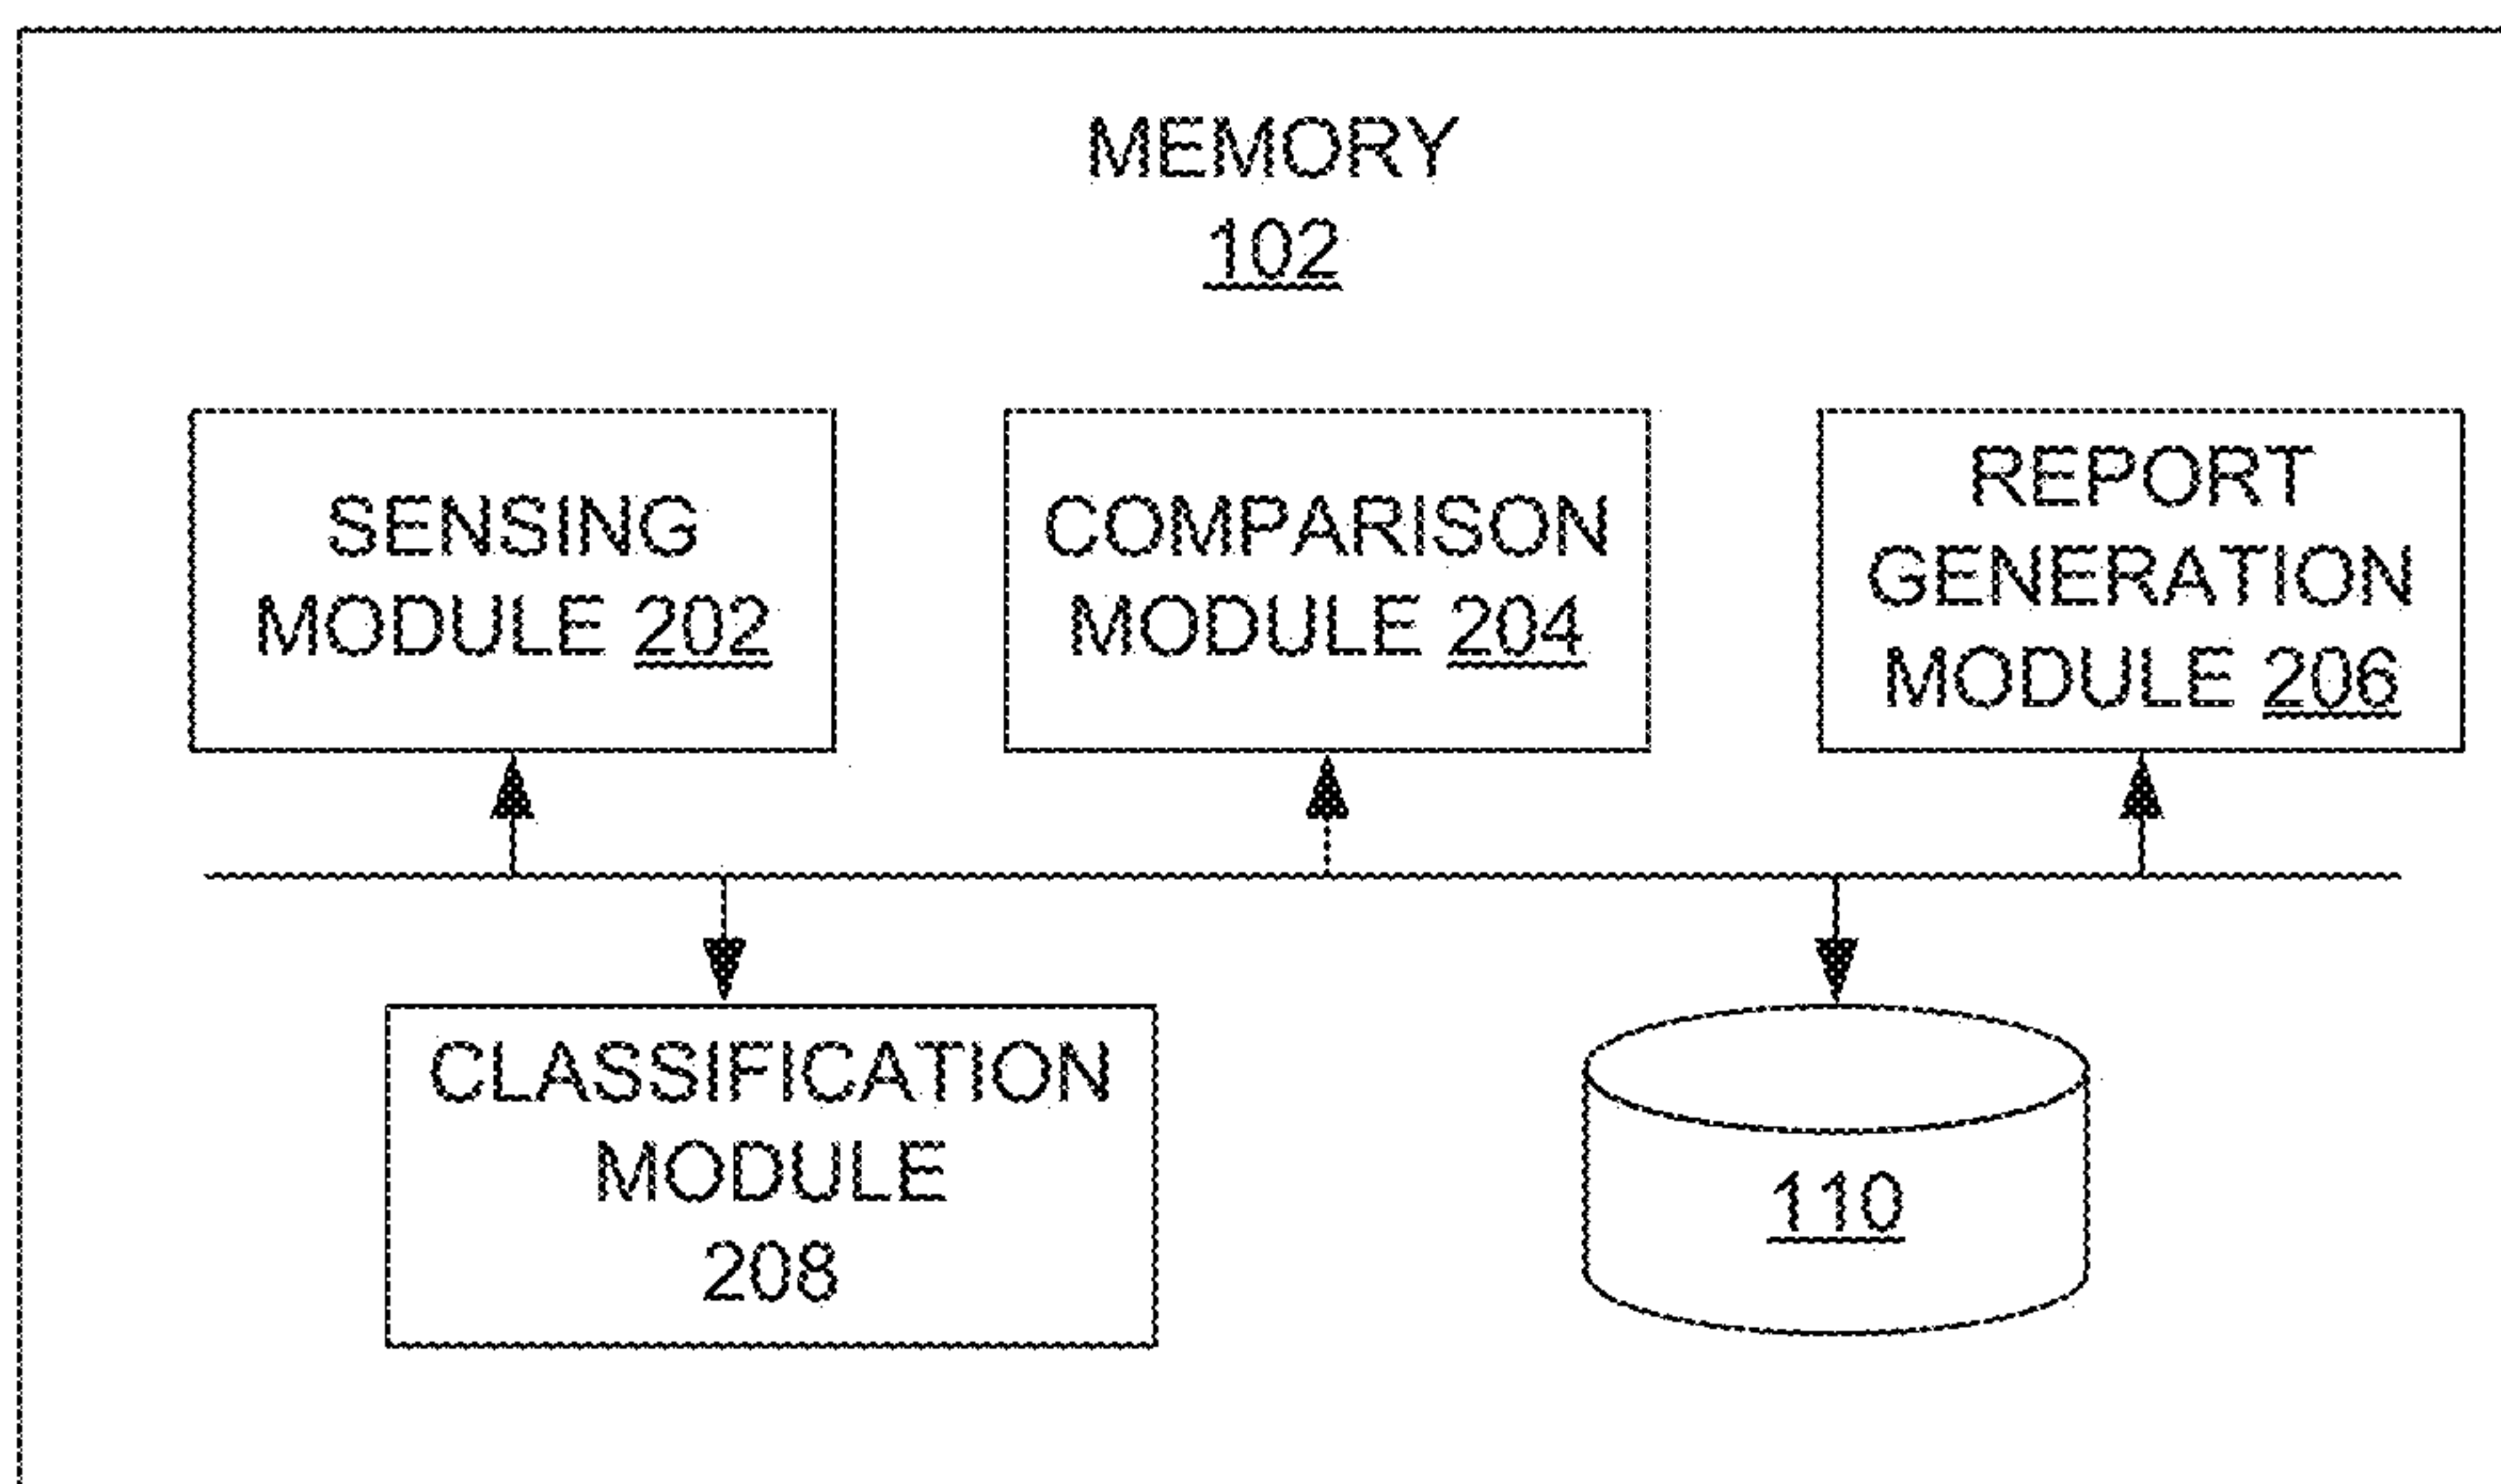 MEMORY
102
SENSING
MODULE 202
COMPARISON
MODULE 204
REPORT
GENERATION
MODULE 206
CLASSIFICATION
MODULE
208
110